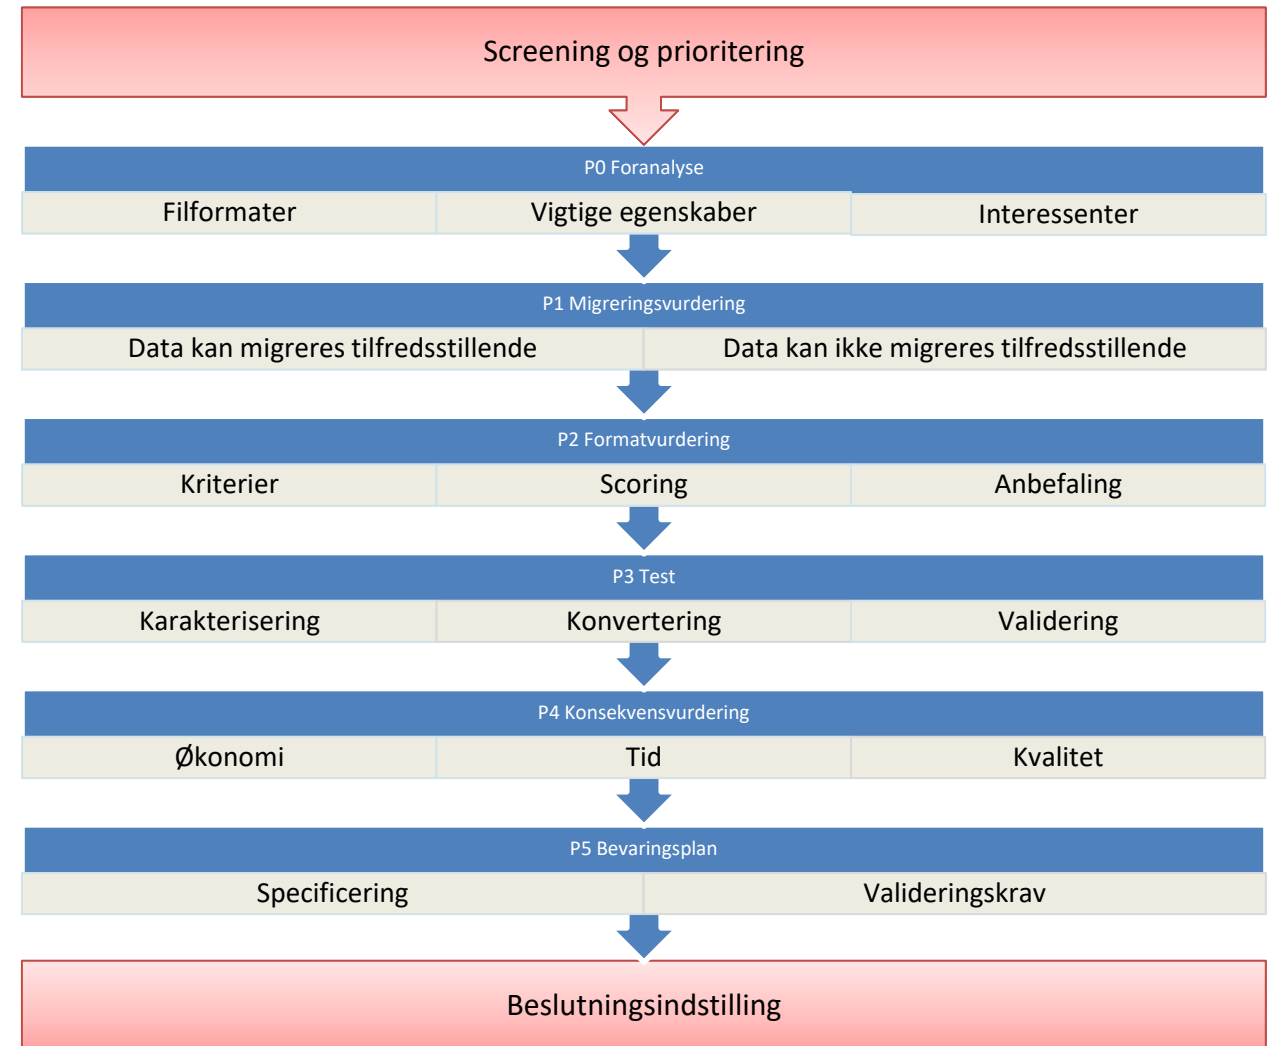 Screening og prioritering
P0 Foranalyse
Filformater
Vigtige egenskaber
Interessenter
P1 Migreringsvurdering
Data kan migreres tilfredsstillende
Data kan ikke migreres tilfredsstillende
P2 Formatvurdering
Kriterier
Scoring
Anbefaling
P3 Test
Karakterisering
Konvertering
Validering
P4 Konsekvensvurdering
Økonomi
Tid
Kvalitet
P5 Bevaringsplan
Specificering
Valideringskrav
Beslutningsindstilling